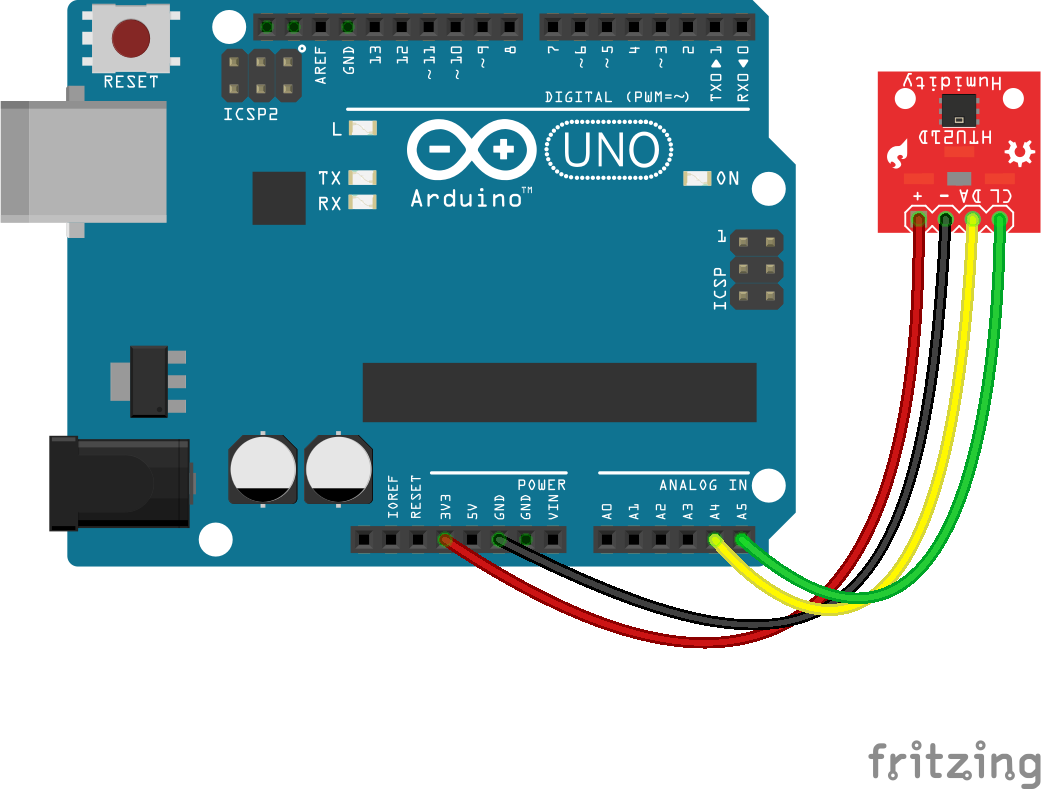 RESET
ICSP2
AREF
GND
13
12
~11
~10
~9
8
7
~6
~5
4
~3
2
TX0▶1
RX0◀0
DIGITAL (PWM=~)
L
TX
RX
UNO
Arduino™
ON
1
ICSP
POWER
ANALOG IN
IOREF
RESET
3V3
5V
GND
GND
VIN
A0
A1
A2
A3
A4
A5
Humidity
HTU21D
+
-
DA
CL
fritzing